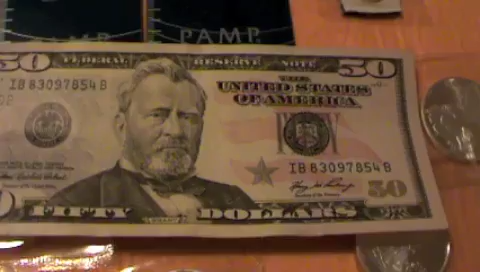 PAMP.
50 FEDERAL RESERVE NOTE 50
THE
UNITED STATES
OF AMERICA
IB 83097854 B
IB 83097854 B
50
FIFTY DOLLARS